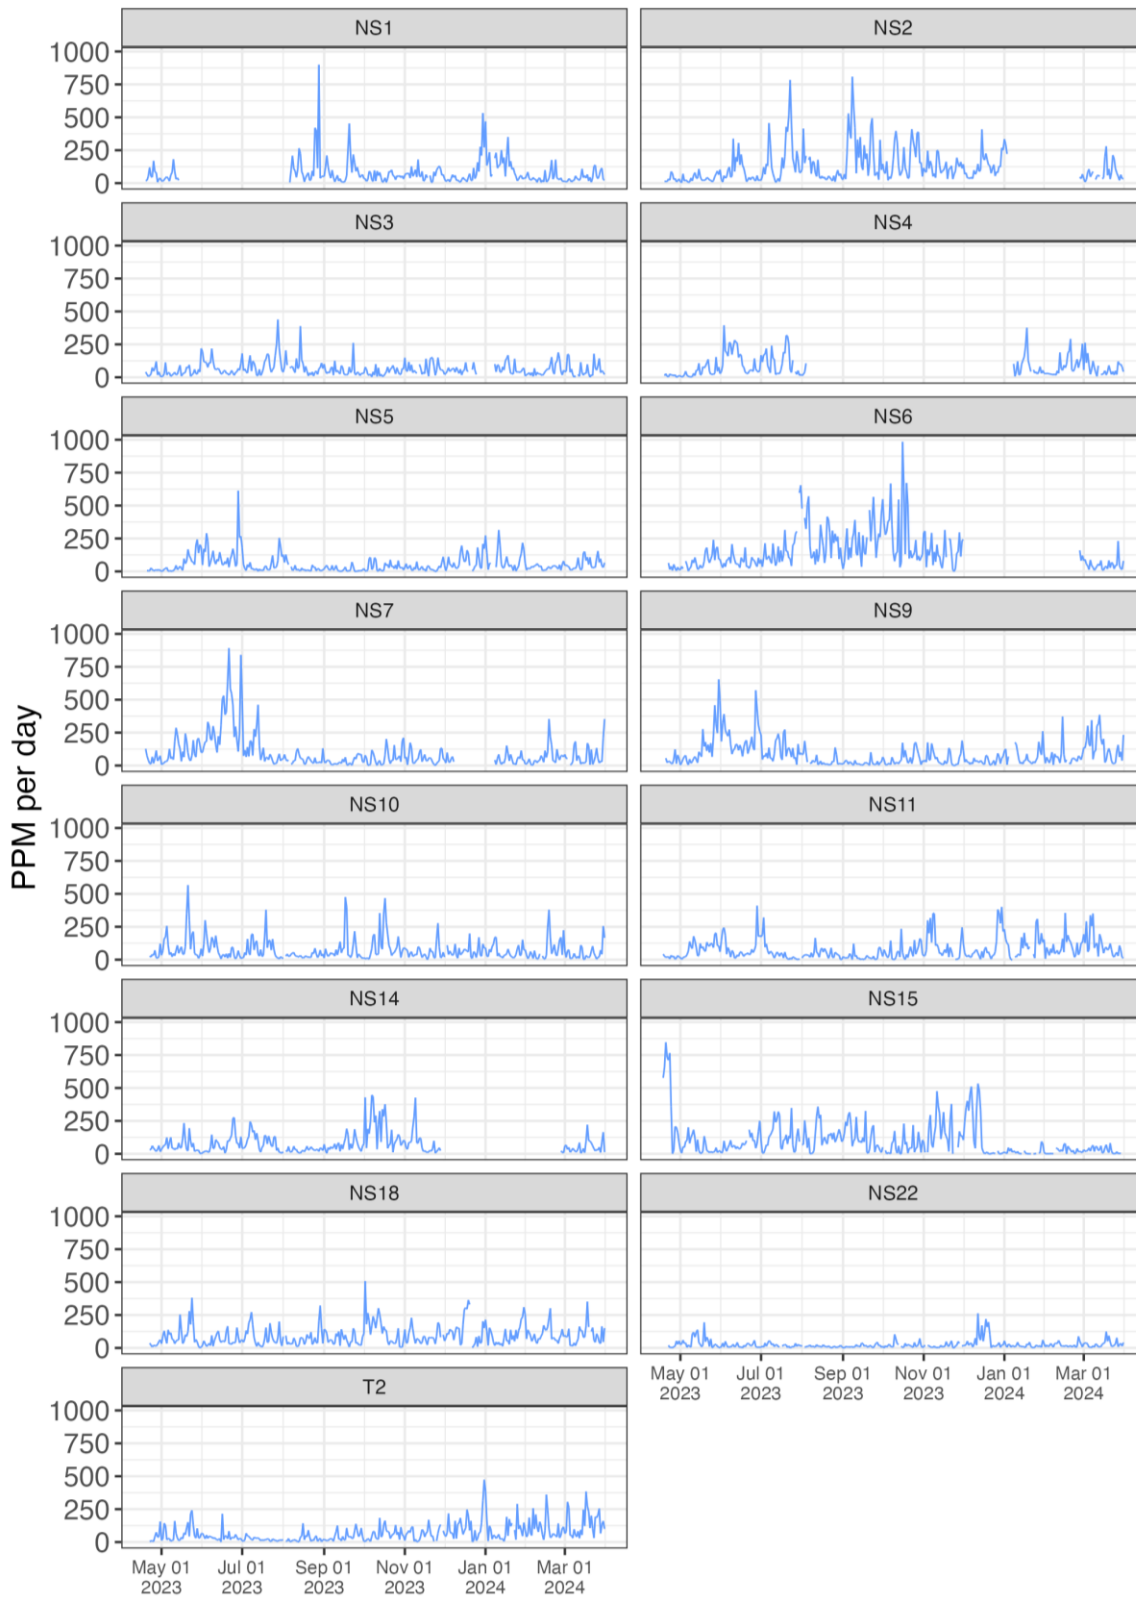 NS1
NS2
1000
750
500
250
0
NS3
NS4
1000
750
500
250
0
NS5
NS6
1000
750
500
250
0
NS7
NS9
1000
750
500
250
0
PPM per day
NS10
NS11
1000
750
500
250
0
NS14
NS15
1000
750
500
250
0
NS18
NS22
1000
750
500
250
0
May 01 2023
Jul 01 2023
Sep 01 2023
Nov 01 2023
Jan 01 2024
Mar 01 2024
T2
1000
750
500
250
0
May 01 2023
Jul 01 2023
Sep 01 2023
Nov 01 2023
Jan 01 2024
Mar 01 2024